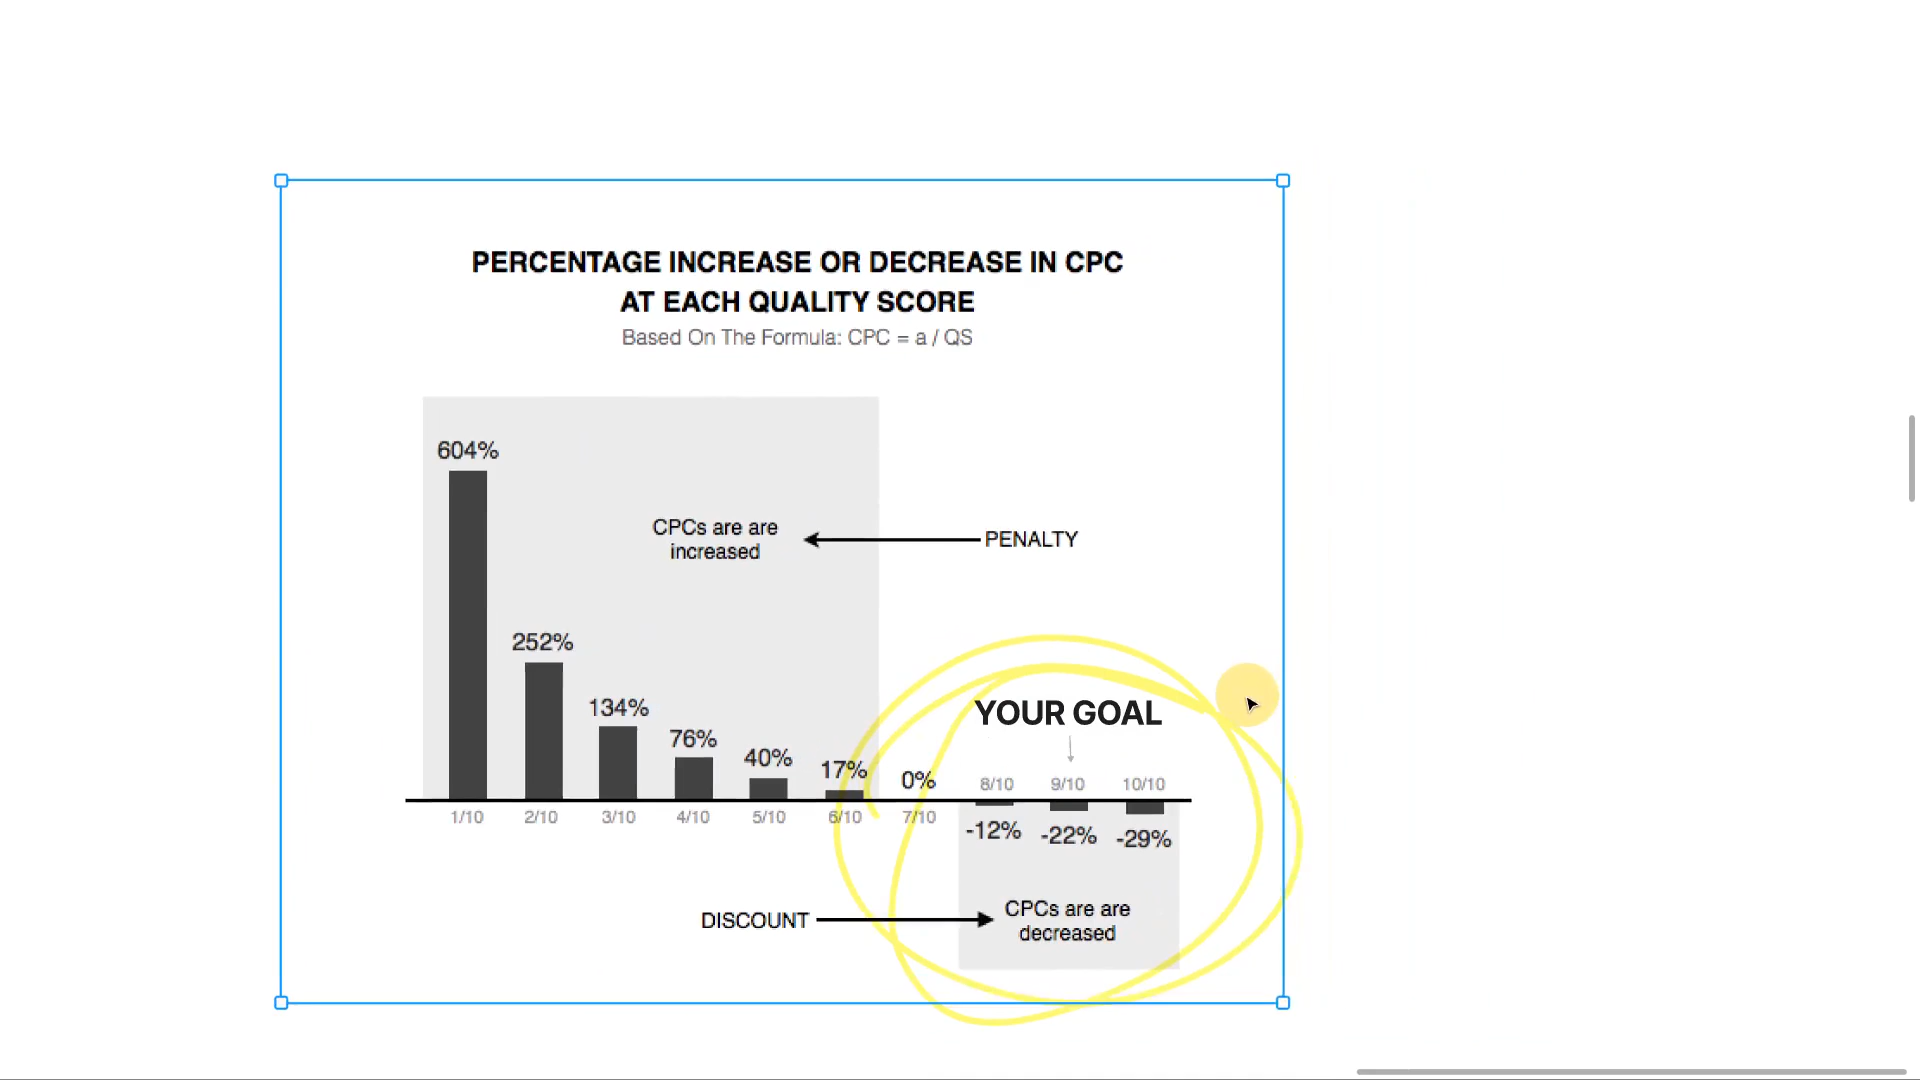 PERCENTAGE INCREASE OR DECREASE IN CPC
AT EACH QUALITY SCORE
Based On The Formula: CPC = a / QS
604%
CPCs are are
increased
PENALTY
252%
134%
76%
40%
17%
0%
YOUR GOAL
8/10
9/10
10/10
1/10
2/10
3/10
4/10
5/10
6/10
7/10
-12%
-22%
-29%
DISCOUNT
CPCs are are
decreased